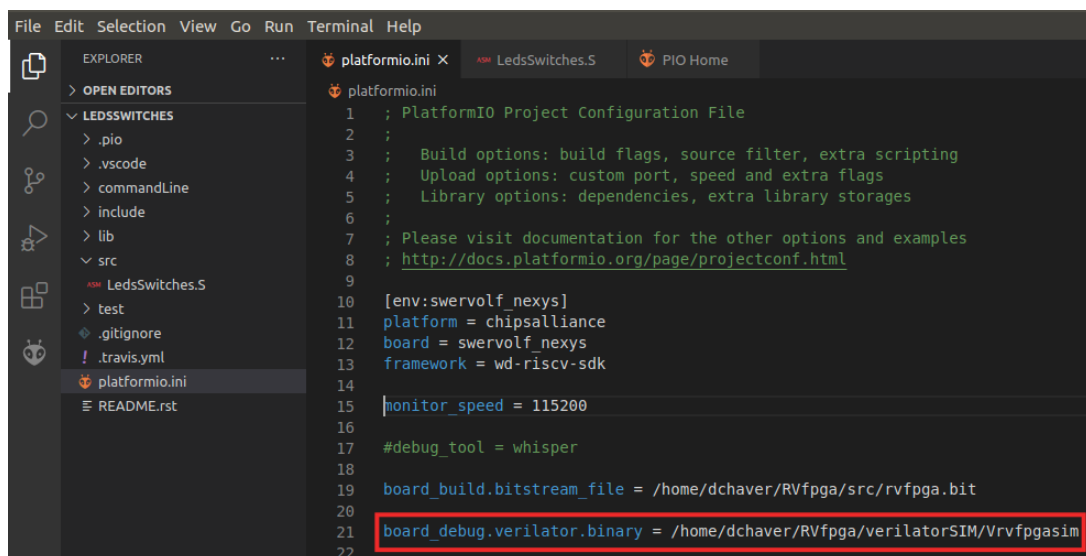 File Edit Selection View Go Run Terminal Help
EXPLORER ···
> OPEN EDITORS
LEDSSWITCHES
> .pio
> .vscode
> commandLine
> include
> lib
src
ASM LedsSwitches.S
> test
.gitignore
! .travis.yml
platformio.ini
README.rst
platformio.ini × ASM LedsSwitches.S PIO Home
platformio.ini
1 ; PlatformIO Project Configuration File
2 ;
3 ;   Build options: build flags, source filter, extra scripting
4 ;   Upload options: custom port, speed and extra flags
5 ;   Library options: dependencies, extra library storages
6 ;
7 ; Please visit documentation for the other options and examples
8 ; http://docs.platformio.org/page/projectconf.html
9
10 [env:swervolf_nexys]
11 platform = chipsalliance
12 board = swervolf_nexys
13 framework = wd-riscv-sdk
14
15 monitor_speed = 115200
16
17 #debug_tool = whisper
18
19 board_build.bitstream_file = /home/dchaver/RVfpga/src/rvfpga.bit
20
21 board_debug.verilator.binary = /home/dchaver/RVfpga/verilatorSIM/Vrvfpgasim
22